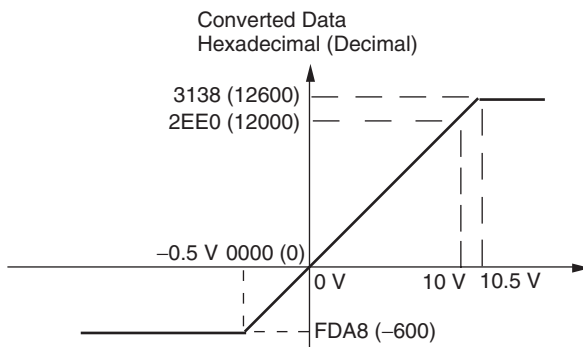 Converted Data
Hexadecimal (Decimal)
3138 (12600)
2EE0 (12000)
−0.5 V 0000 (0)
0 V 10 V 10.5 V
FDA8 (−600)